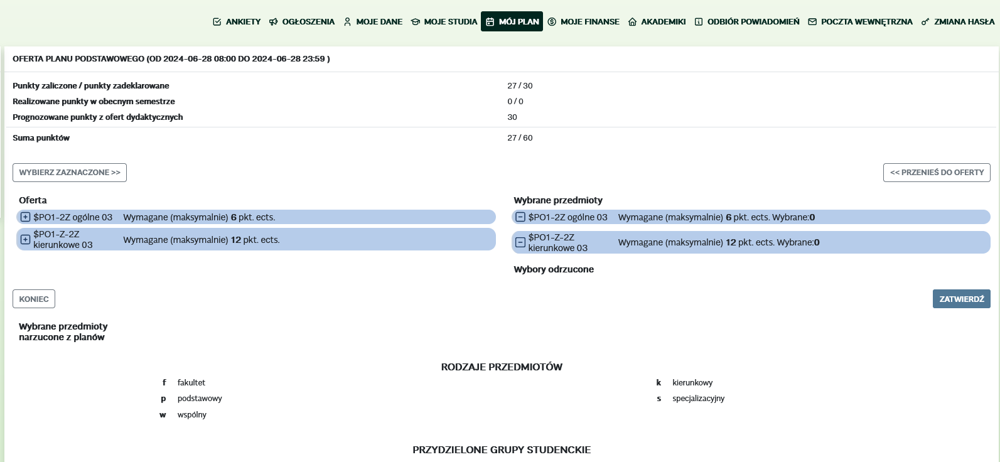 ANKIETY OGŁOSZENIA MOJE DANE MOJE STUDIA MÓJ PLAN MOJE FINANSE AKADEMIKI ODBIÓR POWIADOMIEŃ POCZTA WEWNĘTRZNA ZMIANA HASŁA
OFERTA PLANU PODSTAWOWEGO (OD 2024-06-28 08:00 DO 2024-06-28 23:59 )
Punkty zaliczone / punkty zadeklarowane 27 / 30
Realizowane punkty w obecnym semestrze 0 / 0
Prognozowane punkty z ofert dydaktycznych 30
Suma punktów 27 / 60
WYBIERZ ZAZNACZONE >> << PRZENIEŚ DO OFERTY
Oferta
$PO1-2Z ogólne 03 Wymagane (maksymalnie) 6 pkt. ects.
$PO1-Z-2Z
kierunkowe 03 Wymagane (maksymalnie) 12 pkt. ects.
Wybrane przedmioty
$PO1-2Z ogólne 03 Wymagane (maksymalnie) 6 pkt. ects. Wybrane:0
$PO1-Z-2Z
kierunkowe 03 Wymagane (maksymalnie) 12 pkt. ects. Wybrane:0
Wybory odrzucone
KONIEC ZATWIERDŹ
Wybrane przedmioty
narzucone z planów
RODZAJE PRZEDMIOTÓW
f fakultet k kierunkowy
p podstawowy s specjalizacyjny
w wspólny
PRZYDZIELONE GRUPY STUDENCKIE